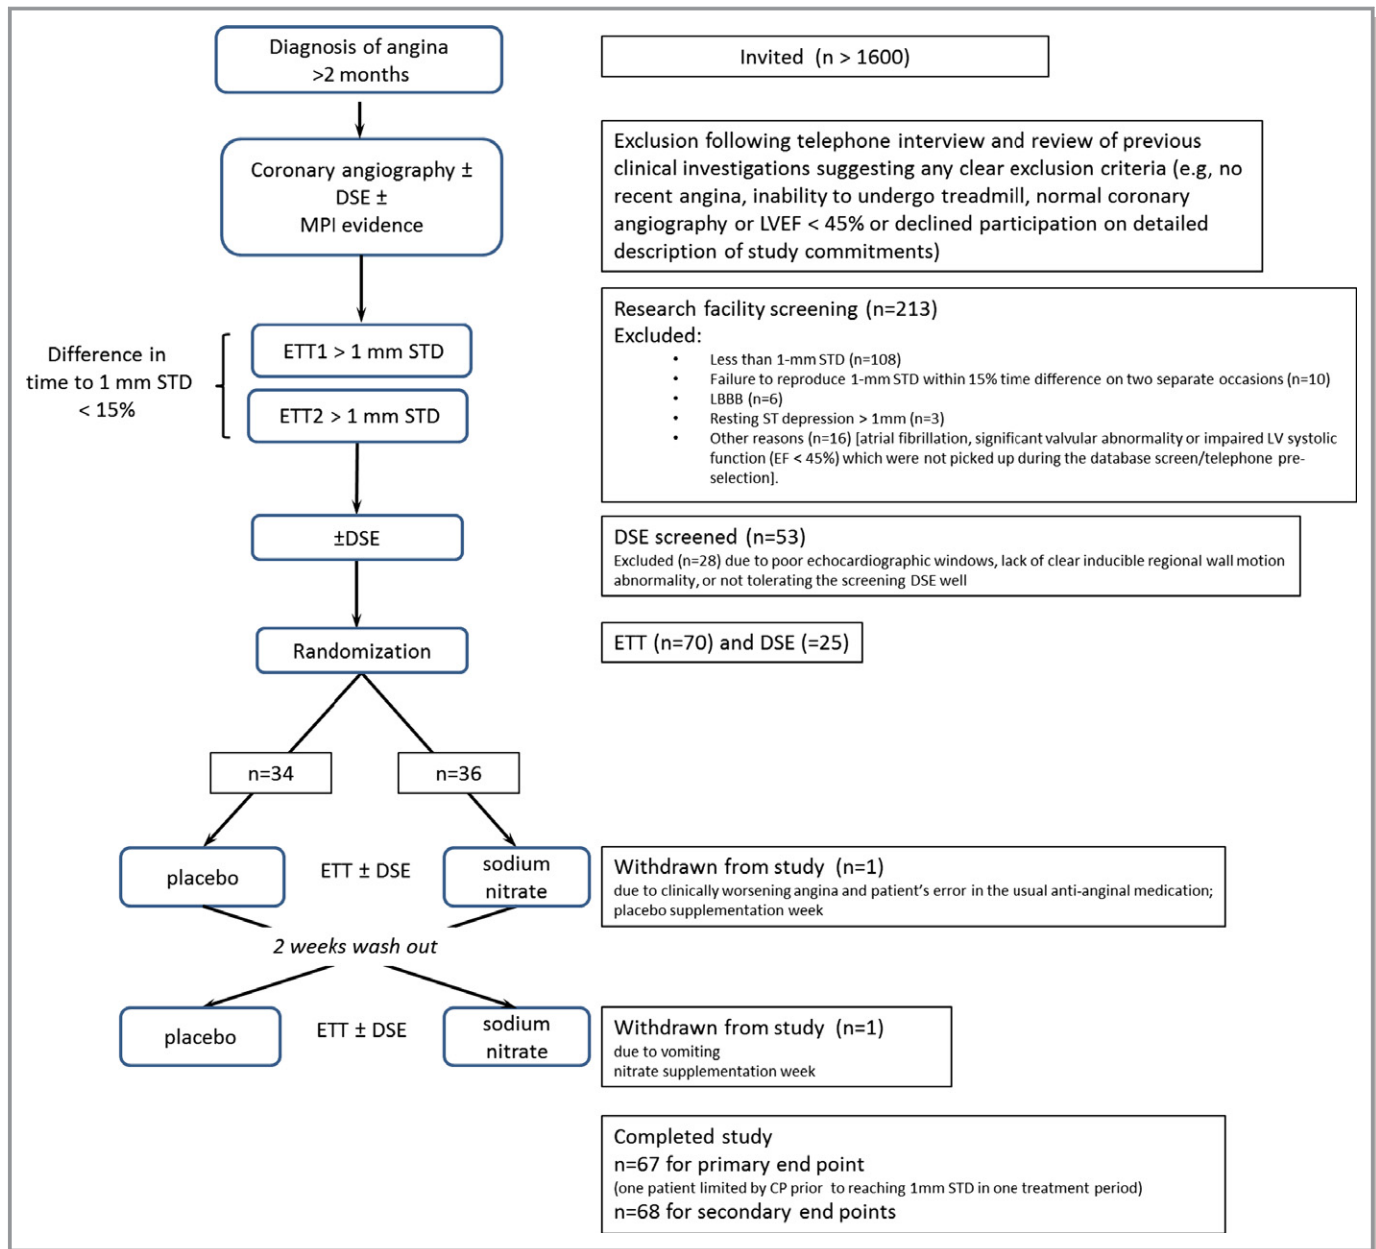 Diagnosis of angina
>2 months
Invited (n > 1600)
Coronary angiography ±
DSE ±
MPI evidence
Exclusion following telephone interview and review of previous
clinical investigations suggesting any clear exclusion criteria (e.g, no
recent angina, inability to undergo treadmill, normal coronary
angiography or LVEF < 45% or declined participation on detailed
description of study commitments)
Difference in
time to 1 mm STD
< 15%
ETT1 > 1 mm STD
ETT2 > 1 mm STD
Research facility screening (n=213)
Excluded:
• Less than 1-mm STD (n=108)
• Failure to reproduce 1-mm STD within 15% time difference on two separate occasions (n=10)
• LBBB (n=6)
• Resting ST depression > 1mm (n=3)
• Other reasons (n=16) [atrial fibrillation, significant valvular abnormality or impaired LV systolic
function (EF < 45%) which were not picked up during the database screen/telephone pre-
selection].
±DSE
DSE screened (n=53)
Excluded (n=28) due to poor echocardiographic windows, lack of clear inducible regional wall motion
abnormality, or not tolerating the screening DSE well
Randomization
ETT (n=70) and DSE (=25)
n=34
n=36
placebo
ETT ± DSE
sodium
nitrate
Withdrawn from study (n=1)
due to clinically worsening angina and patient's error in the usual anti-anginal medication;
placebo supplementation week
2 weeks wash out
placebo
ETT ± DSE
sodium
nitrate
Withdrawn from study (n=1)
due to vomiting
nitrate supplementation week
Completed study
n=67 for primary end point
(one patient limited by CP prior to reaching 1mm STD in one treatment period)
n=68 for secondary end points